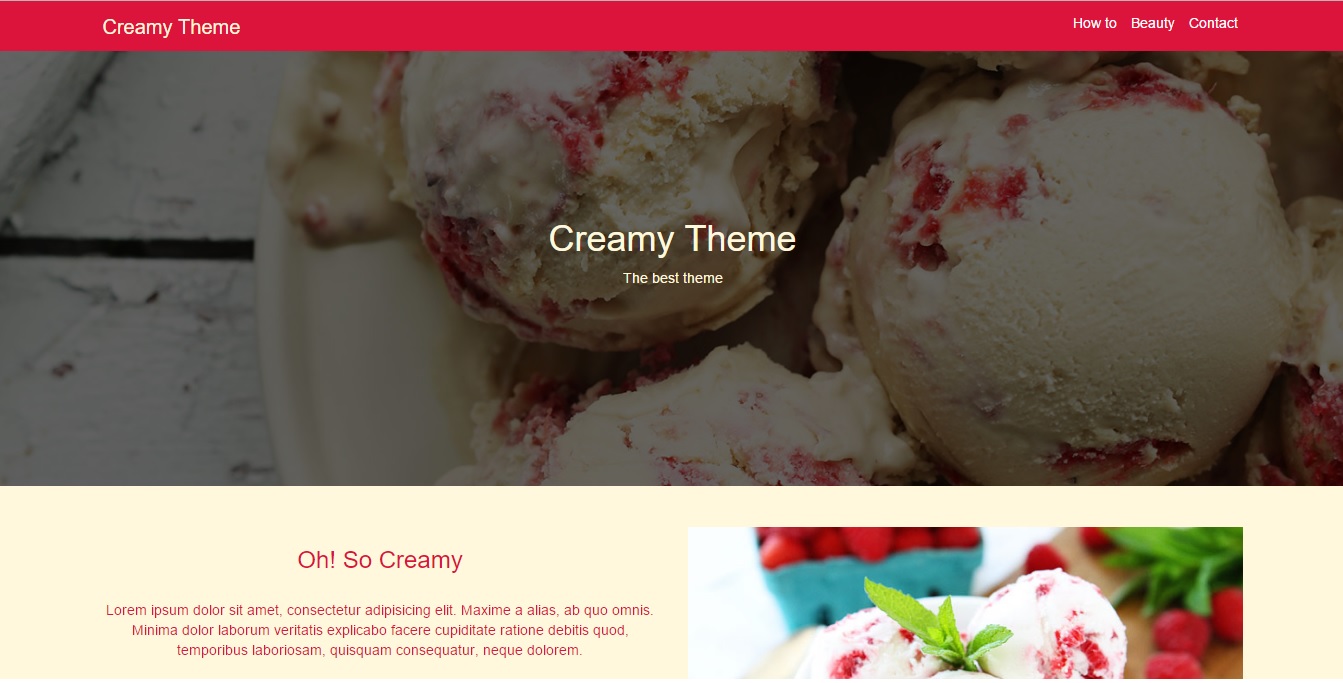 Creamy Theme
How to Beauty Contact
Creamy Theme
The best theme
Oh! So Creamy
Lorem ipsum dolor sit amet, consectetur adipisicing elit. Maxime a alias, ab quo omnis.
Minima dolor laborum veritatis explicabo facere cupiditate ratione debitis quod,
temporibus laboriosam, quisquam consequatur, neque dolorem.